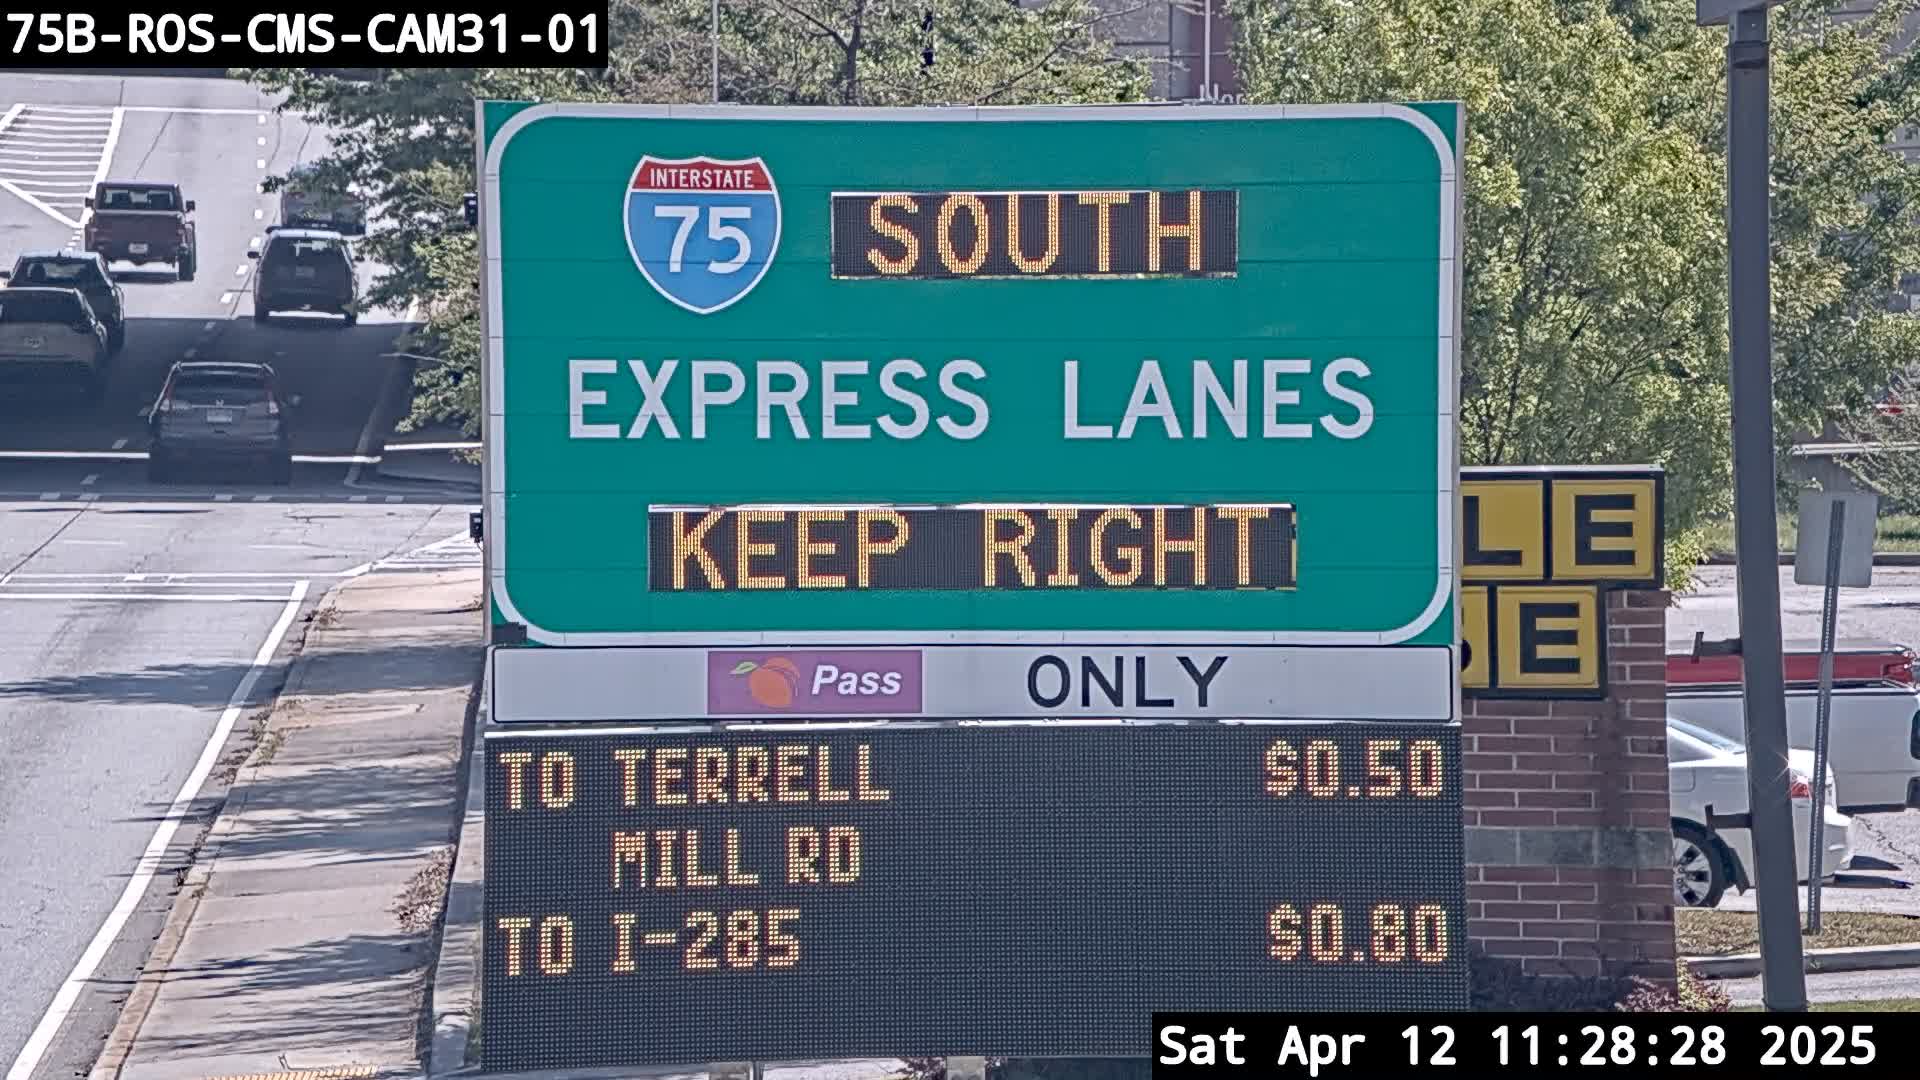 75B-ROS-CMS-CAM31-01
INTERSTATE
75
SOUTH
EXPRESS LANES
KEEP RIGHT
Pass ONLY
TO TERRELL $0.50
MILL RD
TO I-285 $0.80
LE
E
Sat Apr 12 11:28:28 2025